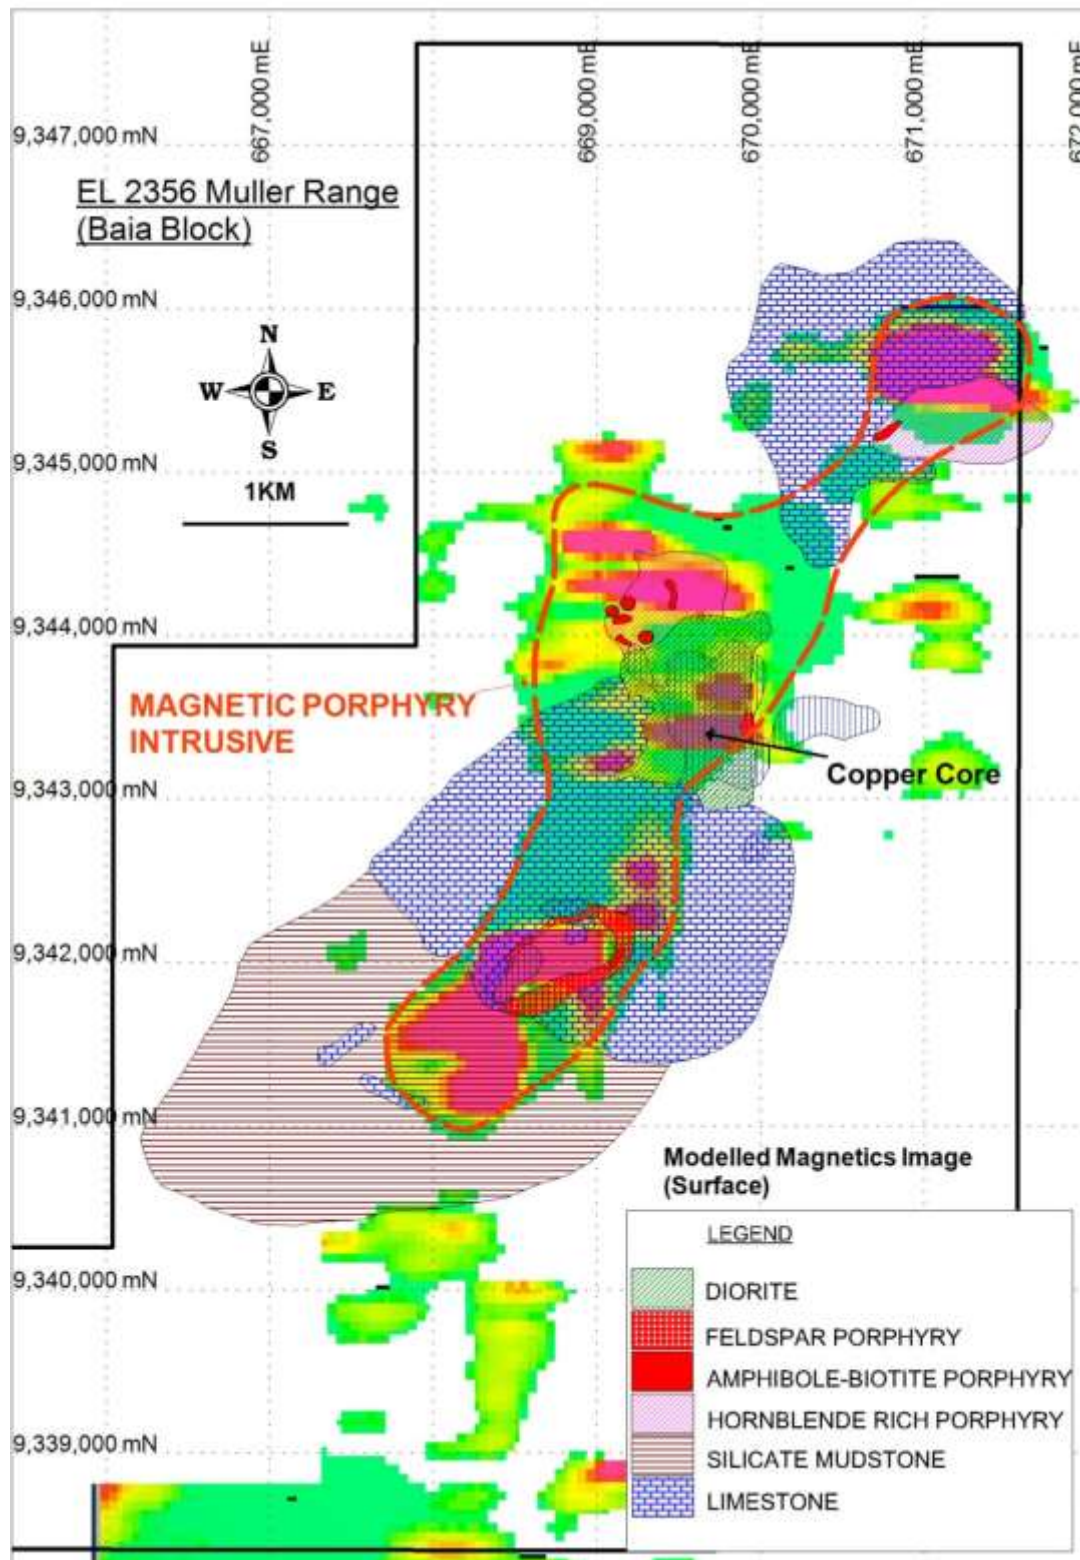 667,000 mE
669,000 mE
670,000 mE
671,000 mE
9,347,000 mN
EL 2356 Muller Range
(Baia Block)
9,346,000 mN
N
W
E
S
9,345,000 mN
1KM
9,344,000 mN
MAGNETIC PORPHYRY
INTRUSIVE
Copper Core
9,343,000 mN
9,342,000 mN
9,341,000 mN
Modelled Magnetics Image
(Surface)
LEGEND
9,340,000 mN
DIORITE
FELDSPAR PORPHYRY
AMPHIBOLE-BIOTITE PORPHYRY
HORNBLENDE RICH PORPHYRY
9,339,000 mN
SILICATE MUDSTONE
LIMESTONE